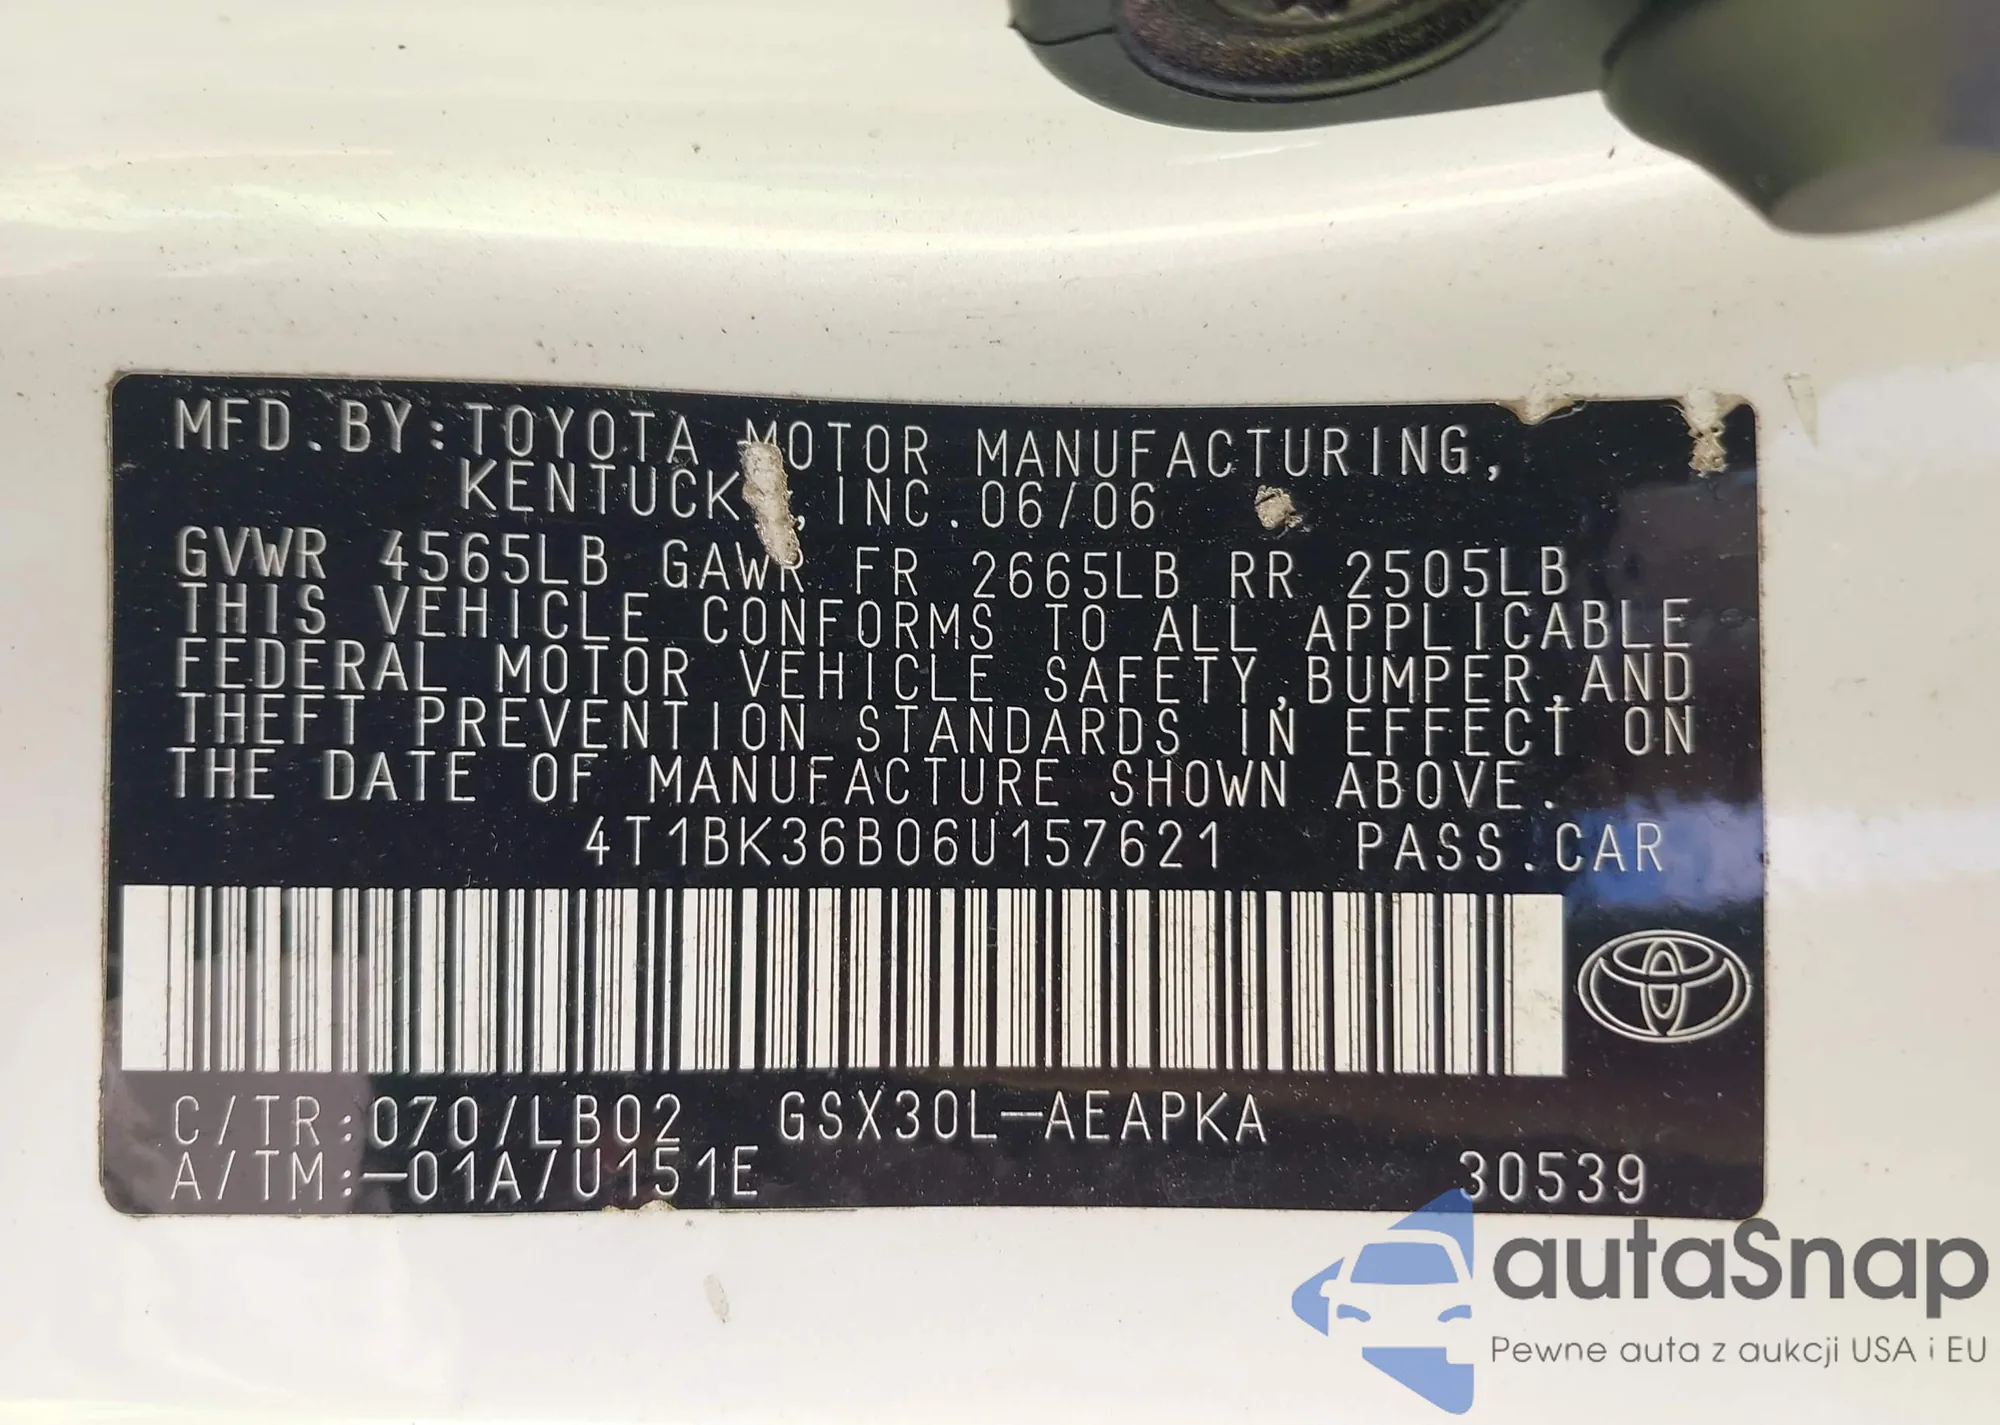 MFD.BY:TOYOTA MOTOR MANUFACTURING,
KENTUCK ,INC.06/06
GVWR 4565LB GAWR FR 2665LB RR 2505LB
THIS VEHICLE CONFORMS TO ALL APPLICABLE
FEDERAL MOTOR VEHICLE SAFETY,BUMPER,AND
THEFT PREVENTION STANDARDS IN EFFECT ON
THE DATE OF MANUFACTURE SHOWN ABOVE.
4T1BK36B06U157621 PASS.CAR
C/TR:070/LB02 GSX30L-AEAPKA
A/TM:-01A/U151E 30539
autaSnap
Pewne auta z aukcji USA i EU